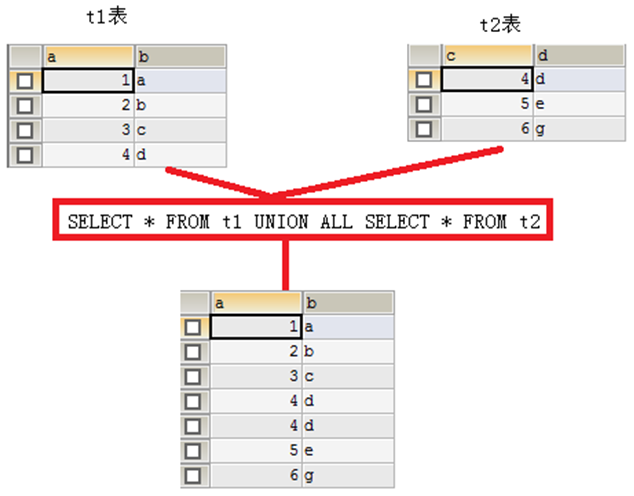 t1表
t2表
a b
1 a
2 b
3 c
4 d
c d
4 d
5 e
6 g
SELECT * FROM t1 UNION ALL SELECT * FROM t2
a b
1 a
2 b
3 c
4 d
4 d
5 e
6 g